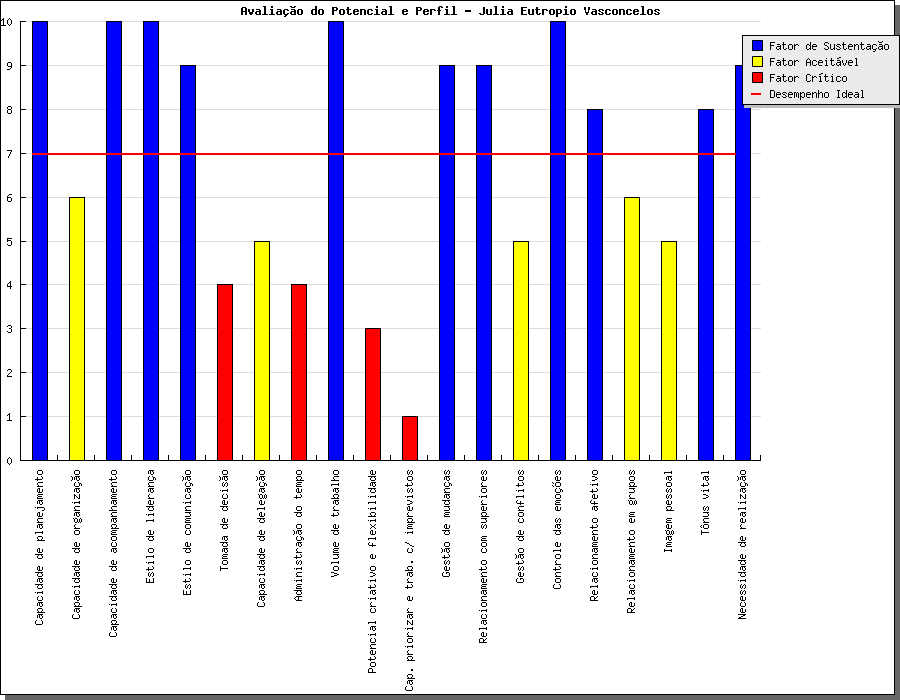 Avaliação do Potencial e Perfil - Julia Eutropio Vasconcelos
Fator de Sustentação
Fator Aceitável
Fator Crítico
Desempenho Ideal
10
9
8
7
6
5
4
3
2
1
0
Capacidade de planejamento
Capacidade de organização
Capacidade de acompanhamento
Estilo de liderança
Estilo de comunicação
Tomada de decisão
Capacidade de delegação
Administração do tempo
Volume de trabalho
Potencial criativo e flexibilidade
Cap. priorizar e trab. c/ imprevistos
Gestão de mudanças
Relacionamento com superiores
Gestão de conflitos
Controle das emoções
Relacionamento afetivo
Relacionamento em grupos
Imagem pessoal
Tônus vital
Necessidade de realização